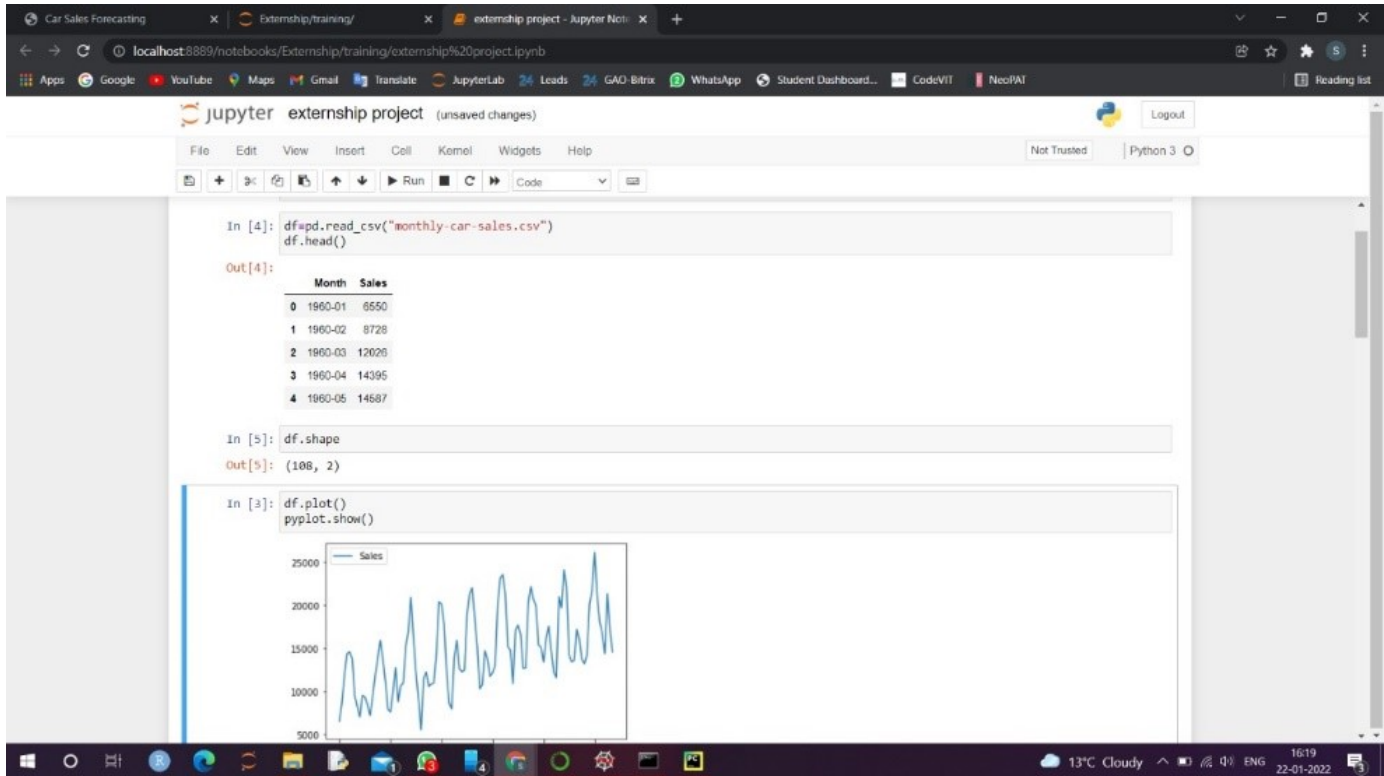 Car Sales Forecasting
Externship/training/
externship project - Jupyter Note
localhost:8889/notebooks/Externship/training/externship%20project.ipynb
Apps Google YouTube Maps Gmail Translate JupyterLab 24 Leads 24 GAO-Bitrix WhatsApp Student Dashboard... CodeVIT NeoPAT Reading list
jupyter externship project (unsaved changes) Logout
File Edit View Insert Cell Kernel Widgets Help Not Trusted Python 3
Run Code
In [4]: df=pd.read_csv("monthly-car-sales.csv")
df.head()
Out[4]:
Month Sales
0 1960-01 6550
1 1960-02 8728
2 1960-03 12026
3 1960-04 14395
4 1960-05 14587
In [5]: df.shape
Out[5]: (108, 2)
In [3]: df.plot()
pyplot.show()
Sales
25000
20000
15000
10000
5000
13°C Cloudy ENG 16:19
22-01-2022